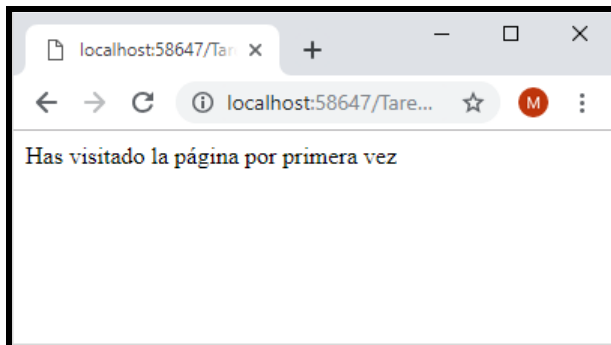 localhost:58647/Tar
localhost:58647/Tare...
M
Has visitado la página por primera vez